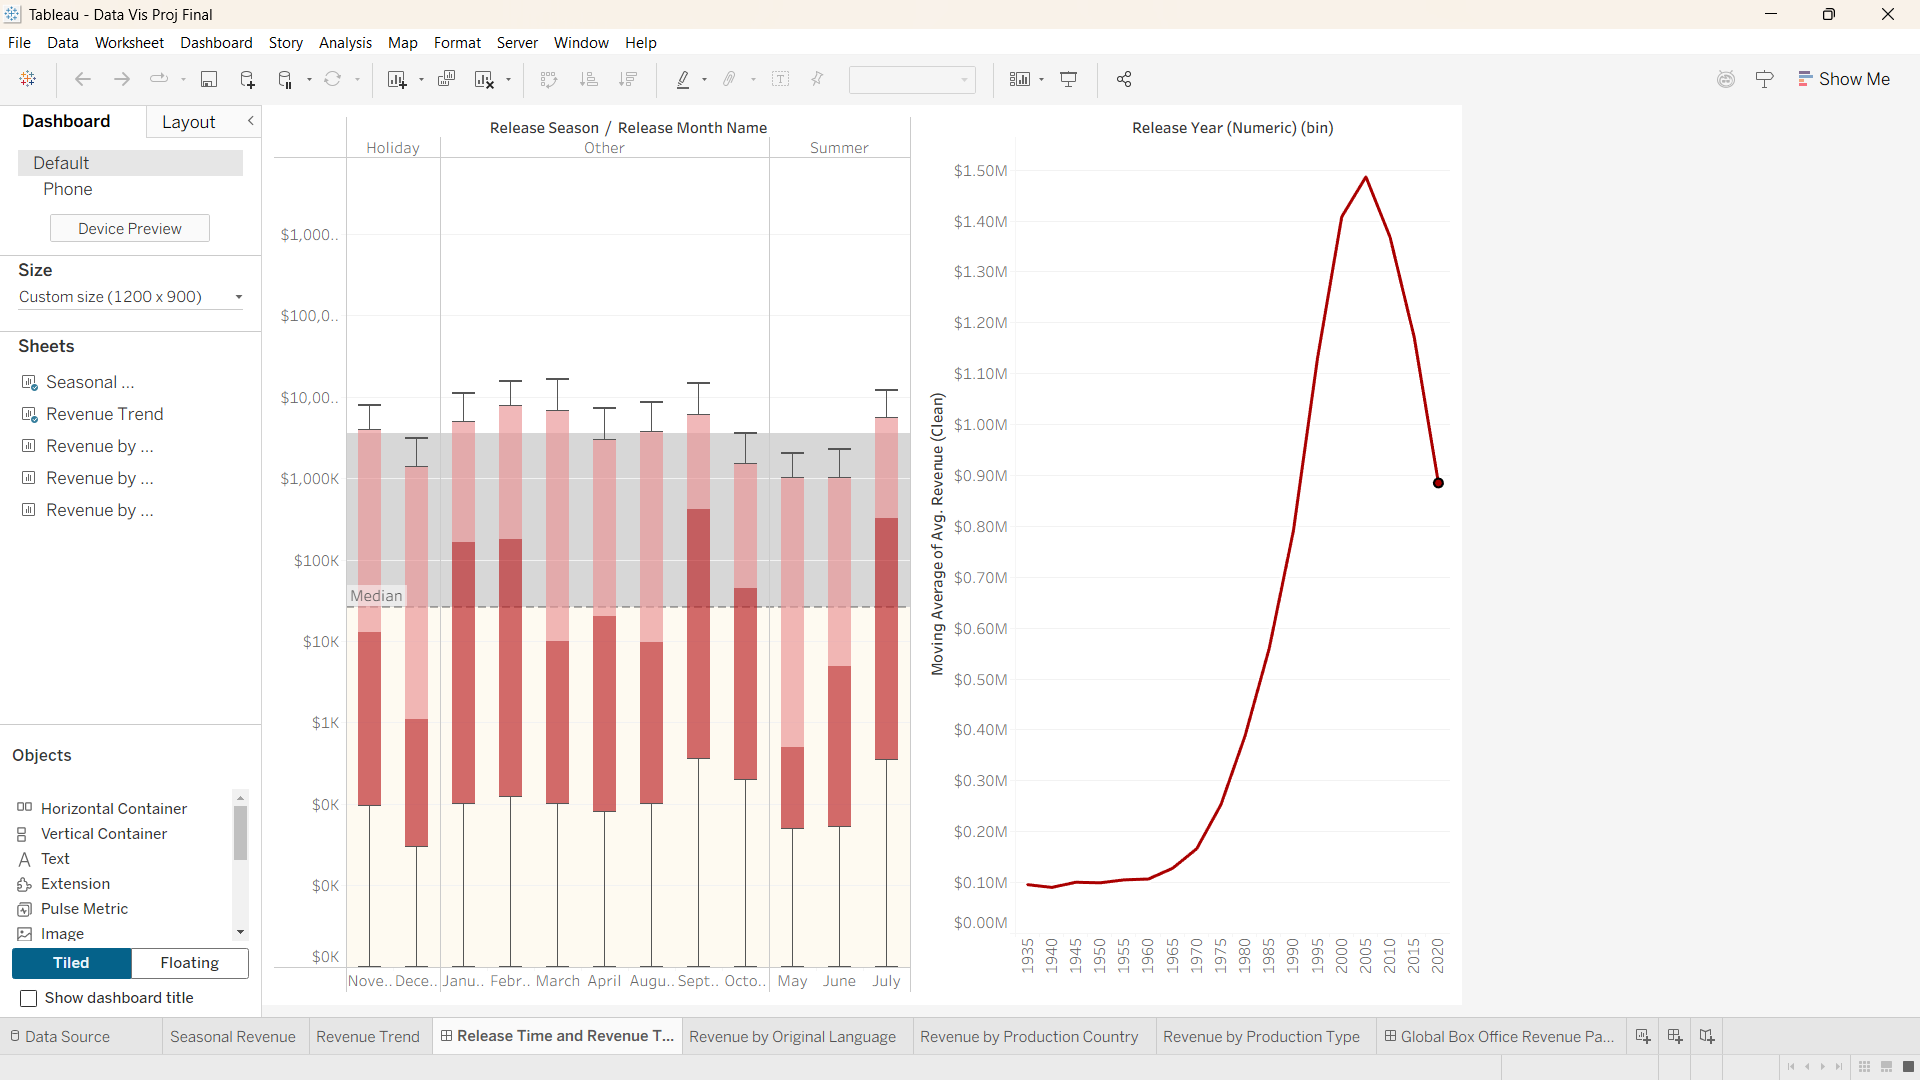 Tableau - Data Vis Proj Final
File Data Worksheet Dashboard Story Analysis Map Format Server Window Help
Show Me
Dashboard Layout
Default
Phone
Device Preview
Size
Custom size (1200 x 900)
Sheets
Seasonal ...
Revenue Trend
Revenue by ...
Revenue by ...
Revenue by ...
Objects
Horizontal Container
Vertical Container
Text
Extension
Pulse Metric
Image
Tiled Floating
Show dashboard title
Release Season / Release Month Name
Holiday Other Summer
$1,000..
$100,0..
$10,00..
$1,000K
$100K
Median
$10K
$1K
$0K
$0K
$0K
Nove.. Dece.. Janu.. Febr.. March April Augu.. Sept.. Octo.. May June July
Release Year (Numeric) (bin)
Moving Average of Avg. Revenue (Clean)
$1.50M
$1.40M
$1.30M
$1.20M
$1.10M
$1.00M
$0.90M
$0.80M
$0.70M
$0.60M
$0.50M
$0.40M
$0.30M
$0.20M
$0.10M
$0.00M
1935 1940 1945 1950 1955 1960 1965 1970 1975 1980 1985 1990 1995 2000 2005 2010 2015 2020
Data Source Seasonal Revenue Revenue Trend Release Time and Revenue T... Revenue by Original Language Revenue by Production Country Revenue by Production Type Global Box Office Revenue Pa...